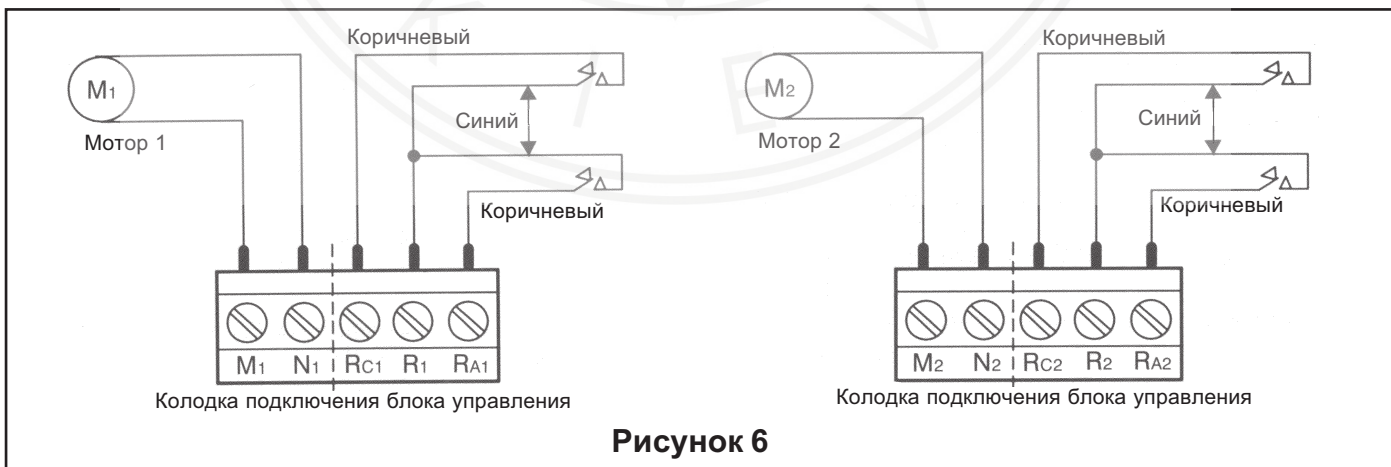 Коричневый
M1
Мотор 1
Синий
Коричневый
M1 N1 RC1 R1 RA1
Колодка подключения блока управления
Коричневый
M2
Мотор 2
Синий
Коричневый
M2 N2 RC2 R2 RA2
Колодка подключения блока управления
Рисунок 6
K I E V